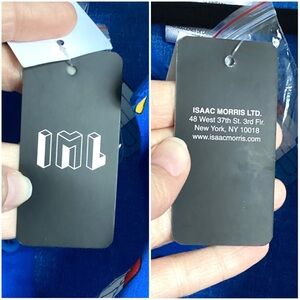 IML
ISAAC MORRIS LTD.
48 West 37th St. 3rd Flr.
New York, NY 10018
www.isaacmorris.com